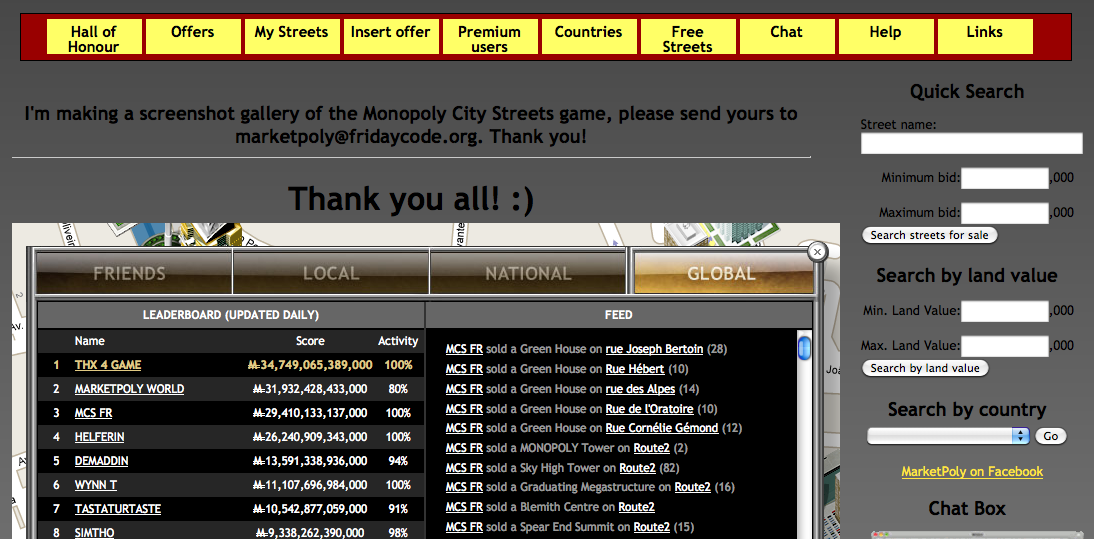 Hall of Honour
Offers
My Streets
Insert offer
Premium users
Countries
Free Streets
Chat
Help
Links
I'm making a screenshot gallery of the Monopoly City Streets game, please send yours to
marketpoly@fridaycode.org. Thank you!
Thank you all! :)
FRIENDS
LOCAL
NATIONAL
GLOBAL
LEADERBOARD (UPDATED DAILY)
Name Score Activity
1 THX 4 GAME M-34,749,065,389,000 100%
2 MARKETPOLY WORLD M-31,932,428,433,000 80%
3 MCS FR M-29,410,133,137,000 100%
4 HELFERIN M-26,240,909,343,000 100%
5 DEMADDIN M-13,591,338,936,000 94%
6 WYNN T M-11,107,696,984,000 100%
7 TASTATURTASTE M-10,542,877,059,000 91%
8 SIMTHO M-9,338,262,390,000 98%
FEED
MCS FR sold a Green House on rue Joseph Bertoin (28)
MCS FR sold a Green House on Rue Hébert (10)
MCS FR sold a Green House on rue des Alpes (14)
MCS FR sold a Green House on Rue de l'Oratoire (10)
MCS FR sold a Green House on Rue Cornélie Gémond (12)
MCS FR sold a MONOPOLY Tower on Route2 (2)
MCS FR sold a Sky High Tower on Route2 (82)
MCS FR sold a Graduating Megastructure on Route2 (16)
MCS FR sold a Blemith Centre on Route2
MCS FR sold a Spear End Summit on Route2 (15)
Quick Search
Street name:
Minimum bid: ,000
Maximum bid: ,000
Search streets for sale
Search by land value
Min. Land Value: ,000
Max. Land Value: ,000
Search by land value
Search by country
Go
MarketPoly on Facebook
Chat Box